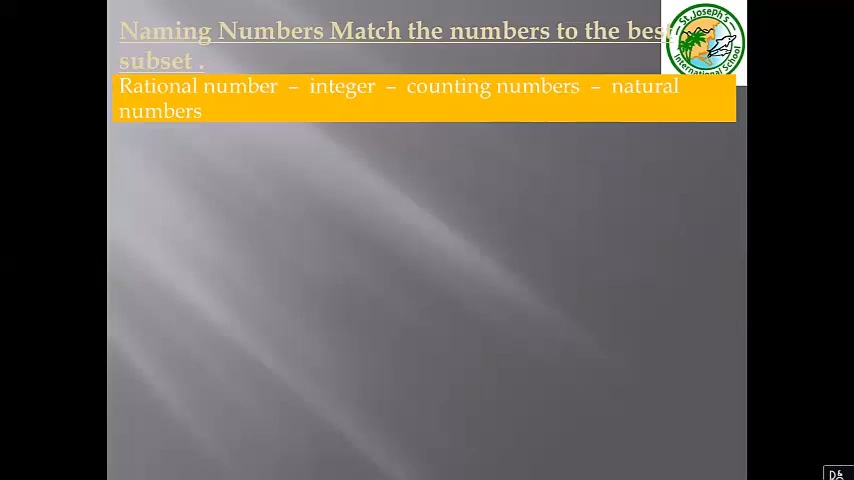 Naming Numbers Match the numbers to the best
subset .
St. Joseph's
International School
Rational number – integer – counting numbers – natural
numbers